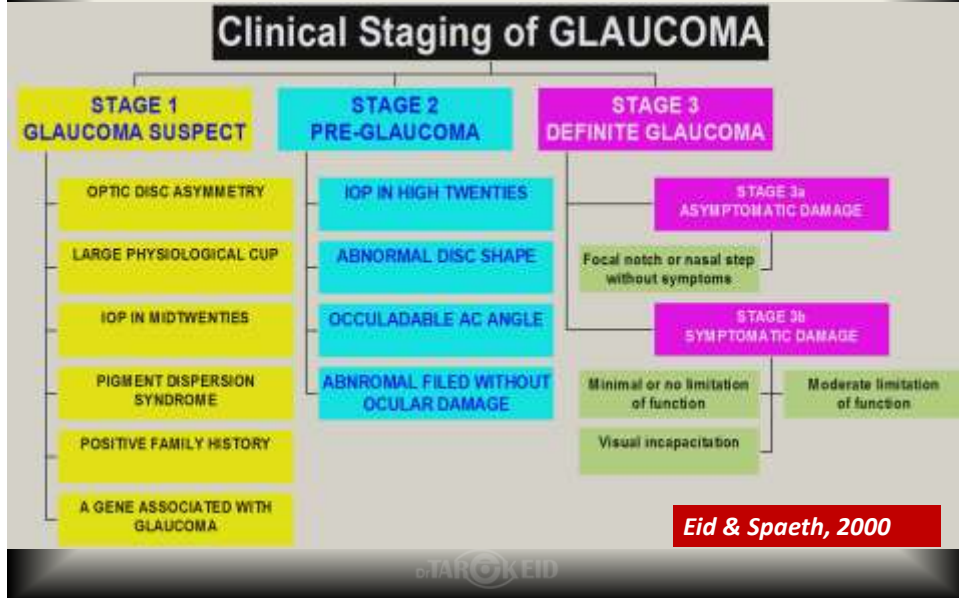 Clinical Staging of GLAUCOMA
STAGE 1
GLAUCOMA SUSPECT
OPTIC DISC ASYMMETRY
LARGE PHYSIOLOGICAL CUP
IOP IN MIDTWENTIES
PIGMENT DISPERSION
SYNDROME
POSITIVE FAMILY HISTORY
A GENE ASSOCIATED WITH
GLAUCOMA
STAGE 2
PRE-GLAUCOMA
IOP IN HIGH TWENTIES
ABNORMAL DISC SHAPE
OCCULADABLE AC ANGLE
ABNROMAL FILED WITHOUT
OCULAR DAMAGE
STAGE 3
DEFINITE GLAUCOMA
STAGE 3a
ASYMPTOMATIC DAMAGE
Focal notch or nasal step
without symptoms
STAGE 3b
SYMPTOMATIC DAMAGE
Minimal or no limitation
of function
Moderate limitation
of function
Visual incapacitation
Eid & Spaeth, 2000
Dr TAREK EID